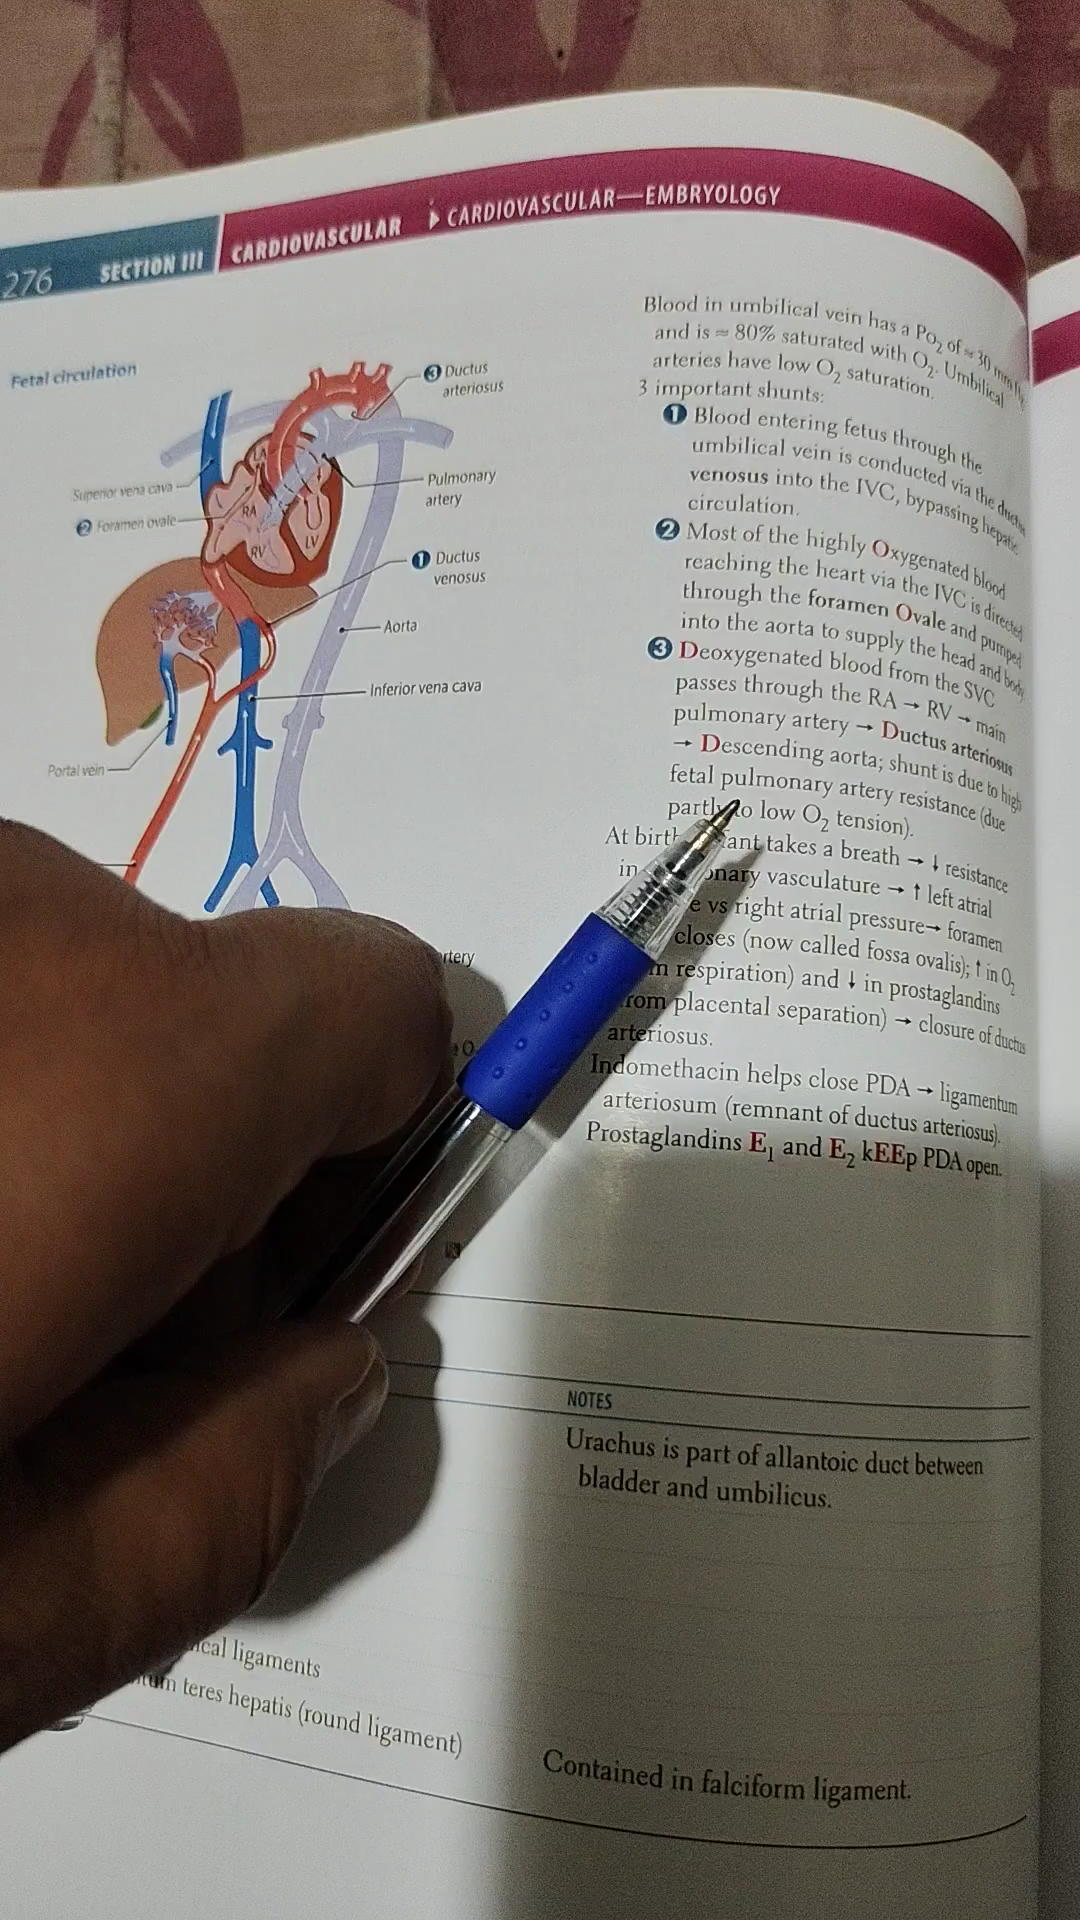 276 SECTION III CARDIOVASCULAR ▸ CARDIOVASCULAR—EMBRYOLOGY
Fetal circulation
3 Ductus
arteriosus
LA
Superior vena cava
Pulmonary
artery
2 Foramen ovale
RA
LV
RV
1 Ductus
venosus
Aorta
Inferior vena cava
Portal vein
rtery
Blood in umbilical vein has a PO2 of ≈ 30 mm
and is ≈ 80% saturated with O2. Umbilical
arteries have low O2 saturation.
3 important shunts:
1 Blood entering fetus through the
umbilical vein is conducted via the ductus
venosus into the IVC, bypassing hepatic
circulation.
2 Most of the highly Oxygenated blood
reaching the heart via the IVC is directed
through the foramen Ovale and pumped
into the aorta to supply the head and body
3 Deoxygenated blood from the SVC
passes through the RA → RV → main
pulmonary artery → Ductus arteriosus
→ Descending aorta; shunt is due to high
fetal pulmonary artery resistance (due
partly to low O2 tension).
At birth, ant takes a breath → ↓ resistance
in onary vasculature → ↑ left atrial
e vs right atrial pressure→ foramen
closes (now called fossa ovalis); ↑ in O2
m respiration) and ↓ in prostaglandins
rom placental separation) → closure of ductus
arteriosus.
Indomethacin helps close PDA → ligamentum
arteriosum (remnant of ductus arteriosus).
Prostaglandins E1 and E2 kEEp PDA open.
NOTES
Urachus is part of allantoic duct between
bladder and umbilicus.
ical ligaments
tum teres hepatis (round ligament)
Contained in falciform ligament.